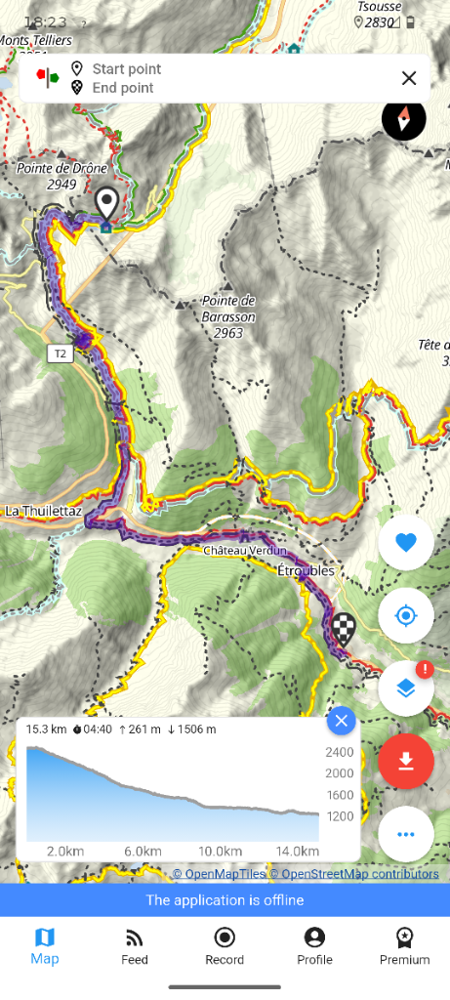 18:23
Tsousse
2830
Monts Telliers
2951
Start point
End point
Pointe de Drône
2949
Pointe de
Barasson
2963
T2
Tête d
3
La Thuilettaz
Château Verdun
Étroubles
!
15.3 km 04:40 ↑ 261 m ↓ 1506 m
2400
2000
1600
1200
2.0km 6.0km 10.0km 14.0km
© OpenMapTiles © OpenStreetMap contributors
The application is offline
Map Feed Record Profile Premium